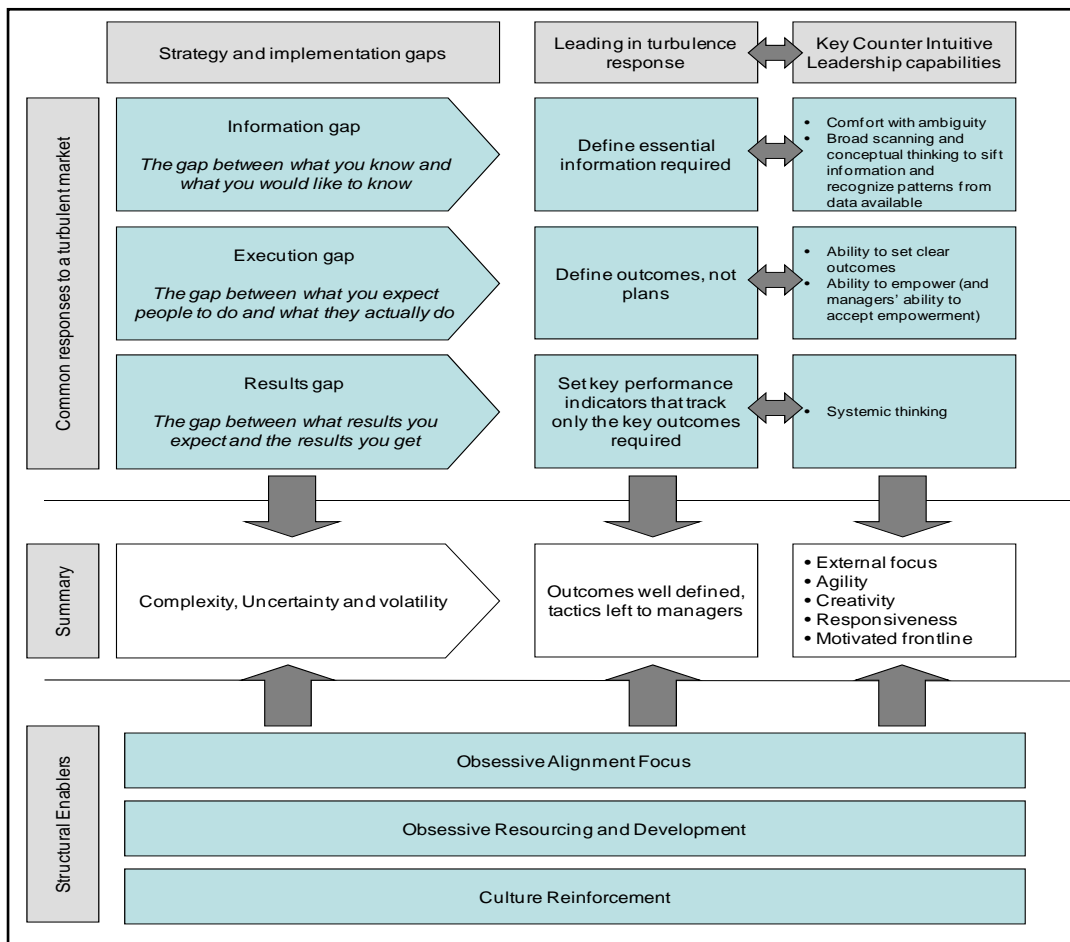 Strategy and implementation gaps
Leading in turbulence
response
Key Counter Intuitive
Leadership capabilities
Common responses to a turbulent market
Information gap
The gap between what you know and
what you would like to know
Define essential
information required
• Comfort with ambiguity
• Broad scanning and
conceptual thinking to sift
information and
recognize patterns from
data available
Execution gap
The gap between what you expect
people to do and what they actually do
Define outcomes, not
plans
• Ability to set clear
outcomes
• Ability to empower (and
managers' ability to
accept empowerment)
Results gap
The gap between what results you
expect and the results you get
Set key performance
indicators that track
only the key outcomes
required
• Systemic thinking
Summary
Complexity, Uncertainty and volatility
Outcomes well defined,
tactics left to managers
• External focus
• Agility
• Creativity
• Responsiveness
• Motivated frontline
Structural Enablers
Obsessive Alignment Focus
Obsessive Resourcing and Development
Culture Reinforcement